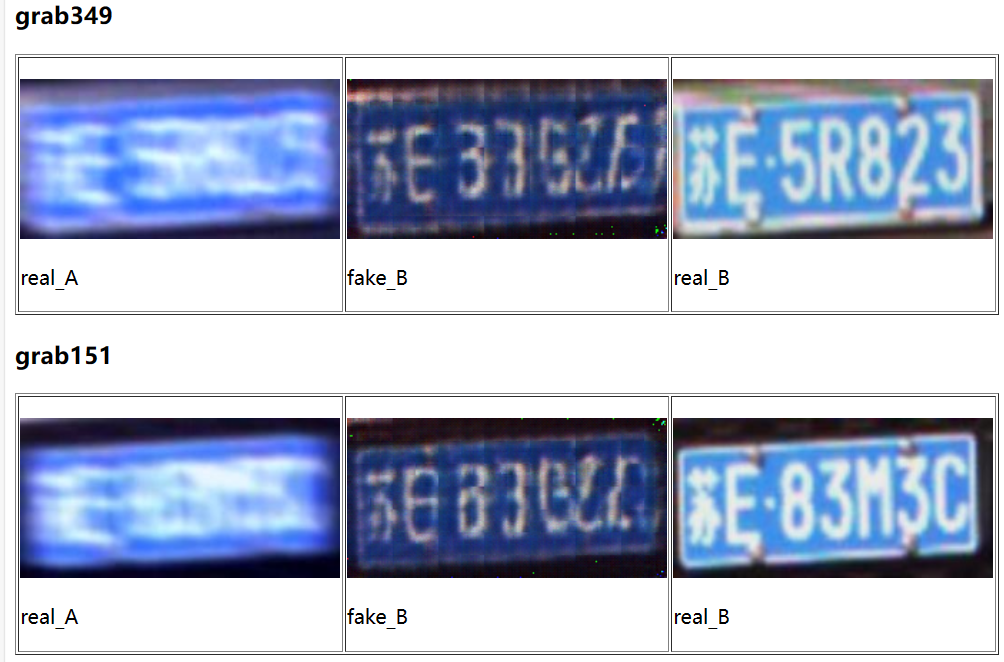 grab349
苏E·5R823
real_A
fake_B
real_B
grab151
苏E·83M3C
real_A
fake_B
real_B